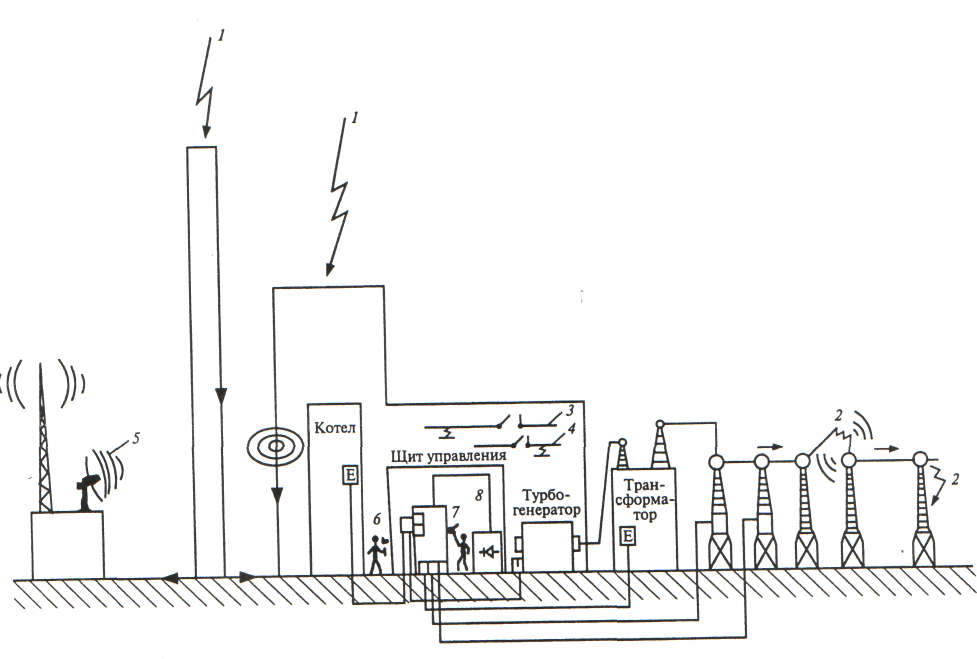 1
1
2
3
4
Котел
Щит управления
5
2
E
6
7
8
Турбо-
генератор
Тран-
сформа-
тор
E